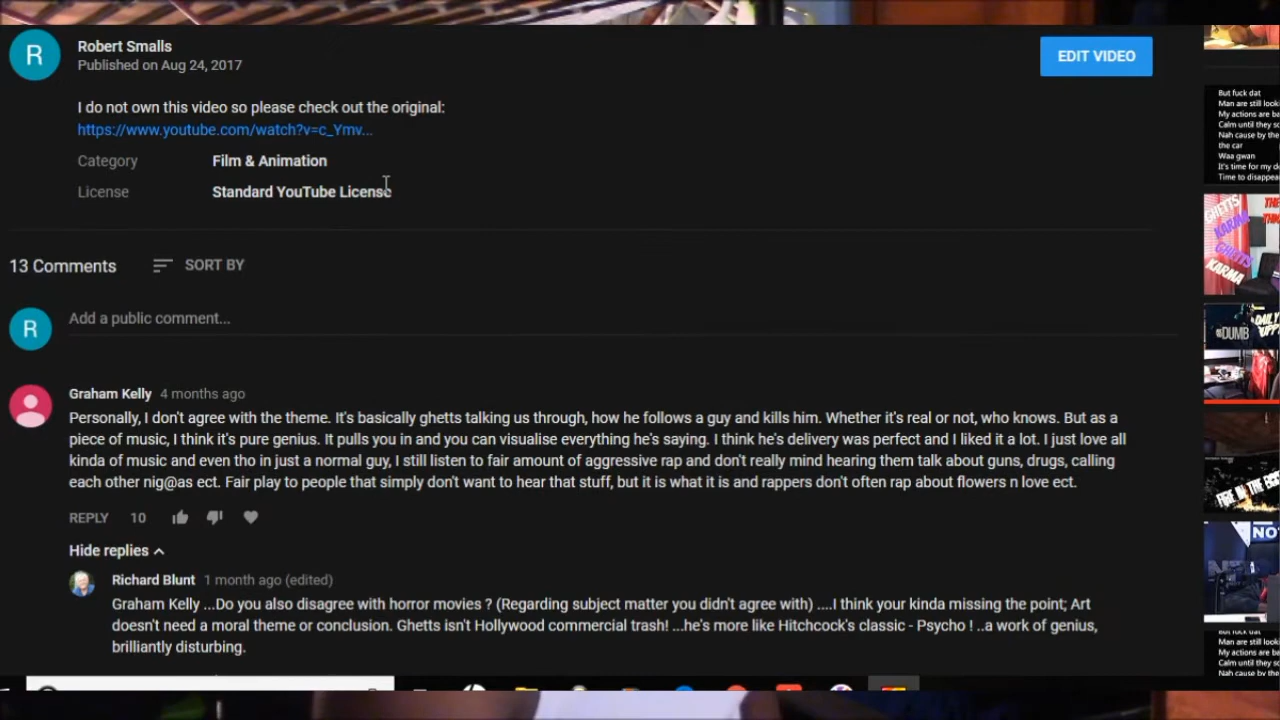 R
Robert Smalls
Published on Aug 24, 2017
EDIT VIDEO
I do not own this video so please check out the original:
https://www.youtube.com/watch?v=c_Ymv...
Category Film & Animation
License Standard YouTube License
13 Comments SORT BY
R
Add a public comment...
Graham Kelly 4 months ago
Personally, I don't agree with the theme. It's basically ghetts talking us through, how he follows a guy and kills him. Whether it's real or not, who knows. But as a
piece of music, I think it's pure genius. It pulls you in and you can visualise everything he's saying. I think he's delivery was perfect and I liked it a lot. I just love all
kinda of music and even tho in just a normal guy, I still listen to fair amount of aggressive rap and don't really mind hearing them talk about guns, drugs, calling
each other nig@as ect. Fair play to people that simply don't want to hear that stuff, but it is what it is and rappers don't often rap about flowers n love ect.
REPLY 10
Hide replies
Richard Blunt 1 month ago (edited)
Graham Kelly ...Do you also disagree with horror movies ? (Regarding subject matter you didn't agree with) ....I think your kinda missing the point; Art
doesn't need a moral theme or conclusion. Ghetts isn't Hollywood commercial trash! ...he's more like Hitchcock's classic - Psycho ! ..a work of genius,
brilliantly disturbing.
But fuck dat
Man are still
My actions are
Calm until they
Nah cause by the
the car
Waa gwan
It's time for my
Time to
GHETTS
KARMA
GHETTS
KARMA
#DUMB
DAILY
FIRE IN THE
NO
Man are still
My actions are
Calm until they
Nah cause by the